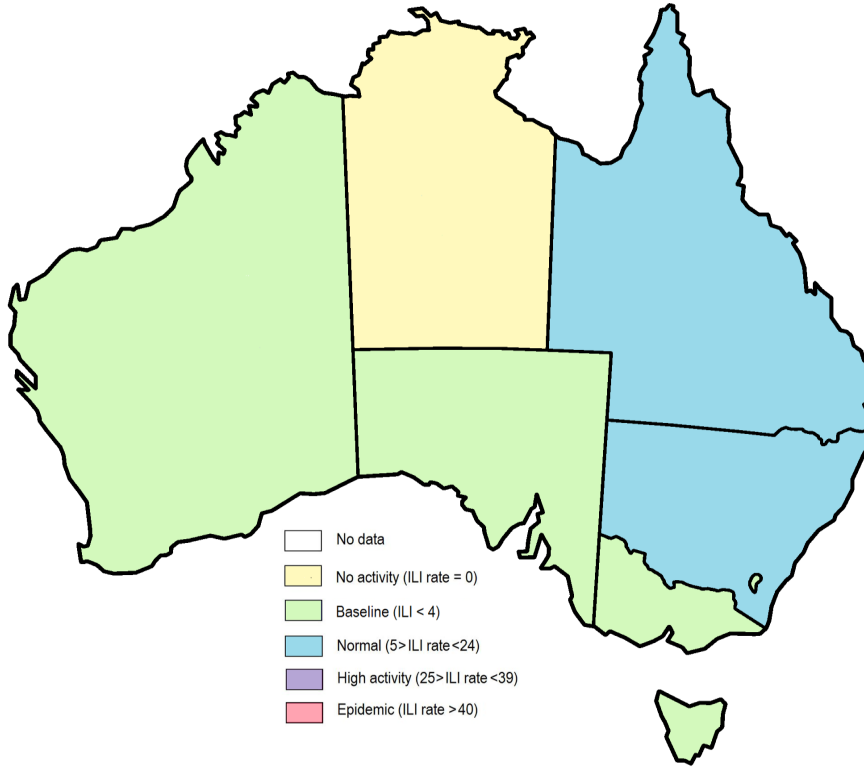 No data
No activity (ILI rate = 0)
Baseline (ILI < 4)
Normal (5>ILI rate<24)
High activity (25>ILI rate<39)
Epidemic (ILI rate >40)